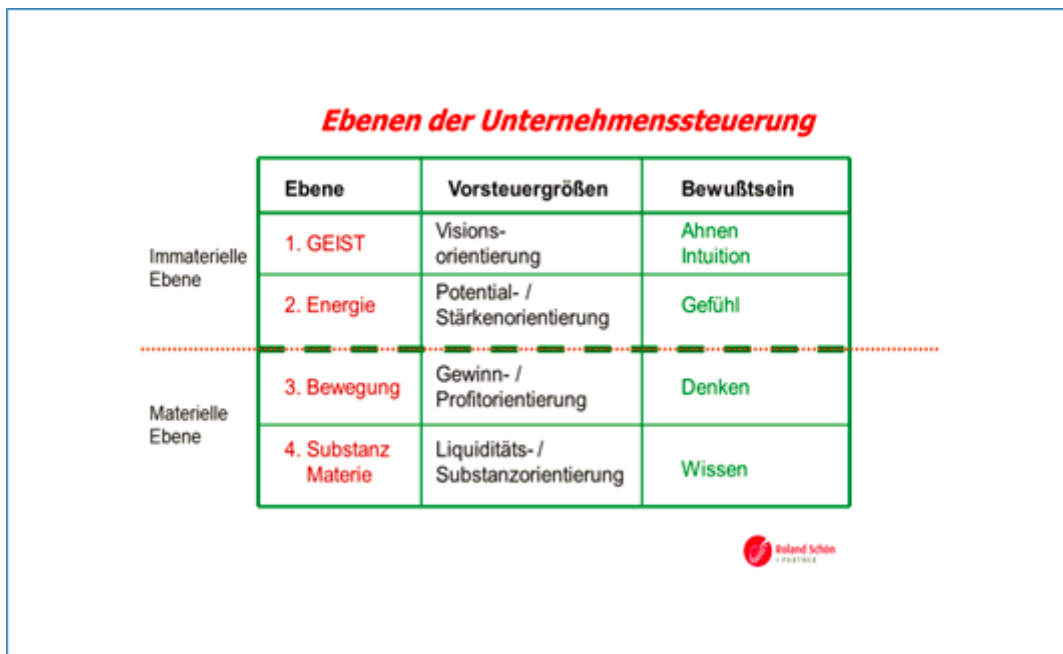 Ebenen der Unternehmenssteuerung
Ebene
Vorsteuergrößen
Bewußtsein
Immaterielle
Ebene
1. GEIST
Visions-
orientierung
Ahnen
Intuition
2. Energie
Potential- /
Stärkenorientierung
Gefühl
Materielle
Ebene
3. Bewegung
Gewinn- /
Profitorientierung
Denken
4. Substanz
Materie
Liquiditäts- /
Substanzorientierung
Wissen
Roland Schön
+ PARTNER